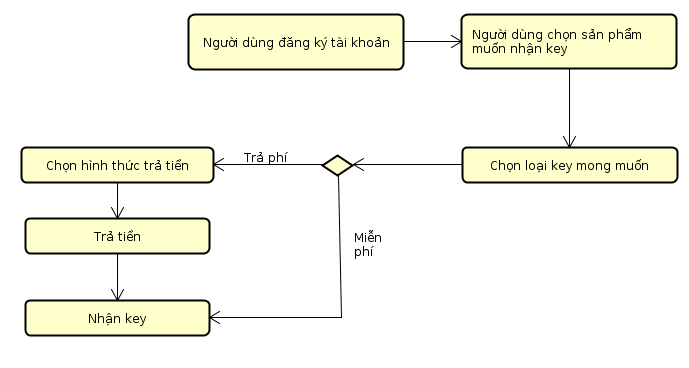 Người dùng đăng ký tài khoản
Người dùng chọn sản phẩm
muốn nhận key
Chọn loại key mong muốn
Trả phí
Chọn hình thức trả tiền
Miễn
phí
Trả tiền
Nhận key